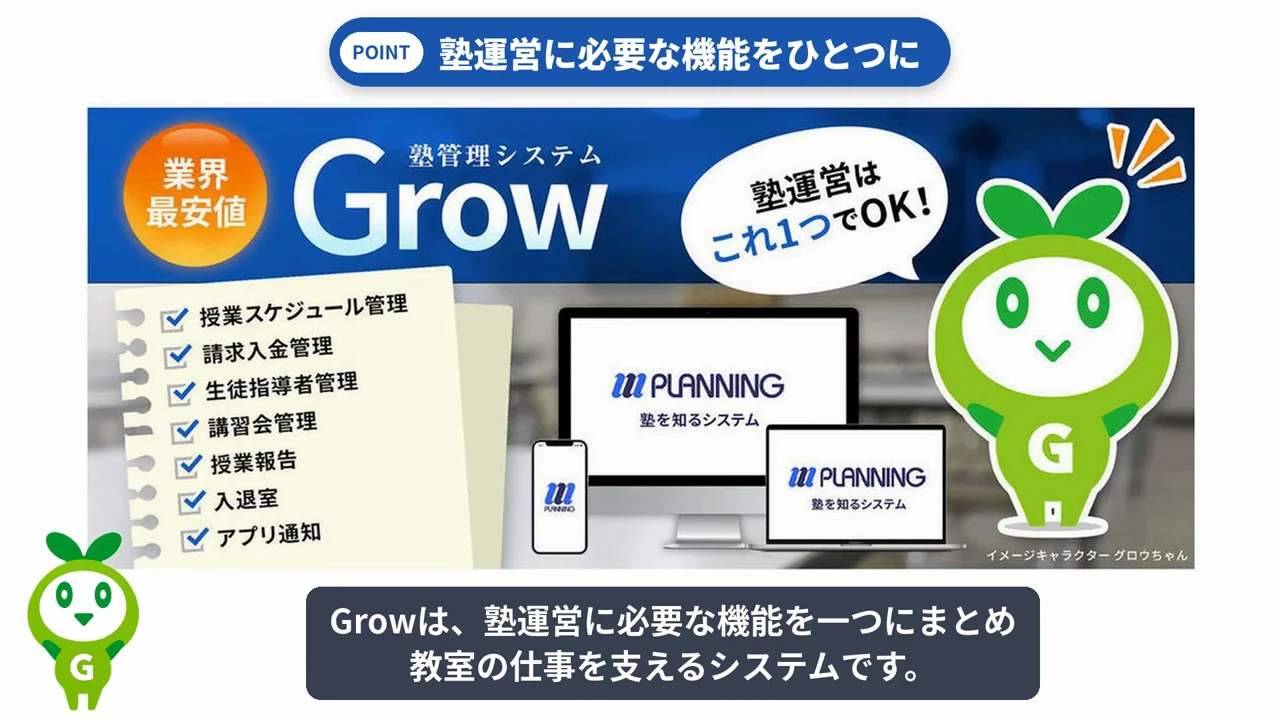 POINT 塾運営に必要な機能をひとつに
業界
最安値
塾管理システム
Grow
塾運営は
これ1つでOK!
授業スケジュール管理
請求入金管理
生徒指導者管理
講習会管理
授業報告
入退室
アプリ通知
m PLANNING
塾を知るシステム
m PLANNING
塾を知るシステム
m
PLANNING
G
イメージキャラクター グロウちゃん
G
Growは、塾運営に必要な機能を一つにまとめ
教室の仕事を支えるシステムです。